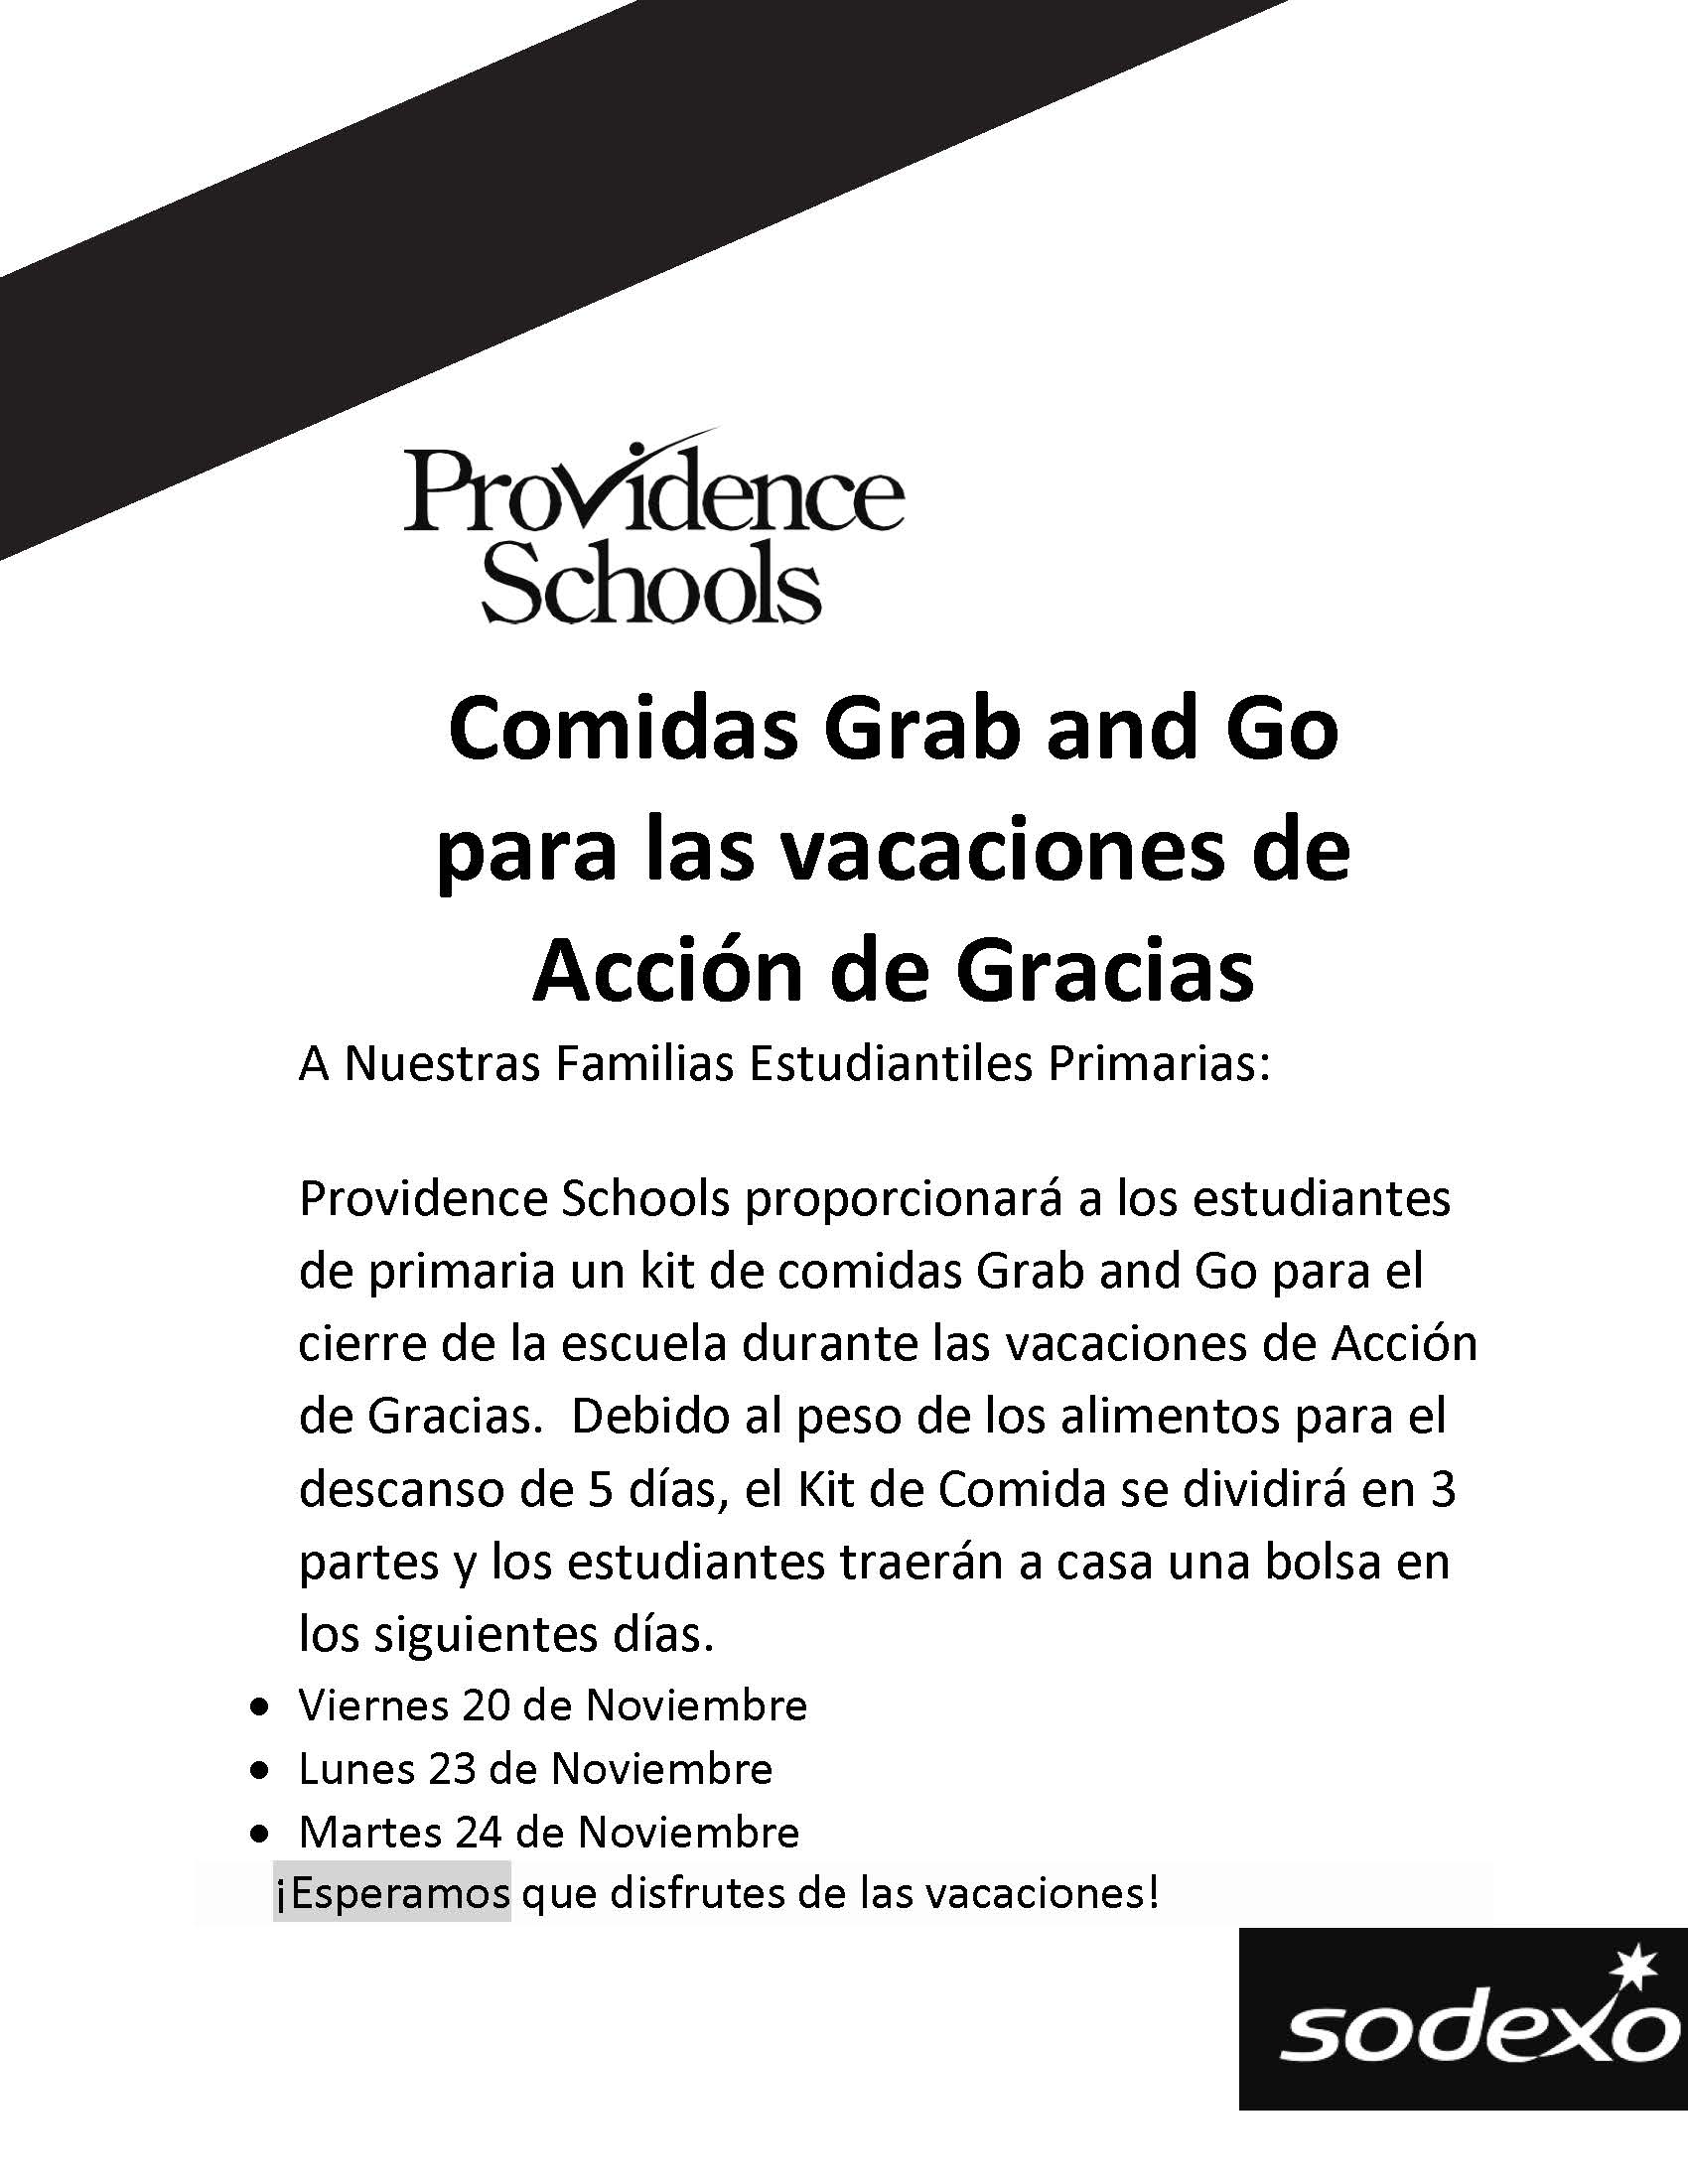 Providence
Schools
Comidas Grab and Go
para las vacaciones de
Acción de Gracias
A Nuestras Familias Estudiantiles Primarias:
Providence Schools proporcionará a los estudiantes
de primaria un kit de comidas Grab and Go para el
cierre de la escuela durante las vacaciones de Acción
de Gracias.  Debido al peso de los alimentos para el
descanso de 5 días, el Kit de Comida se dividirá en 3
partes y los estudiantes traerán a casa una bolsa en
los siguientes días.
• Viernes 20 de Noviembre
• Lunes 23 de Noviembre
• Martes 24 de Noviembre
¡Esperamos que disfrutes de las vacaciones!
sodexo